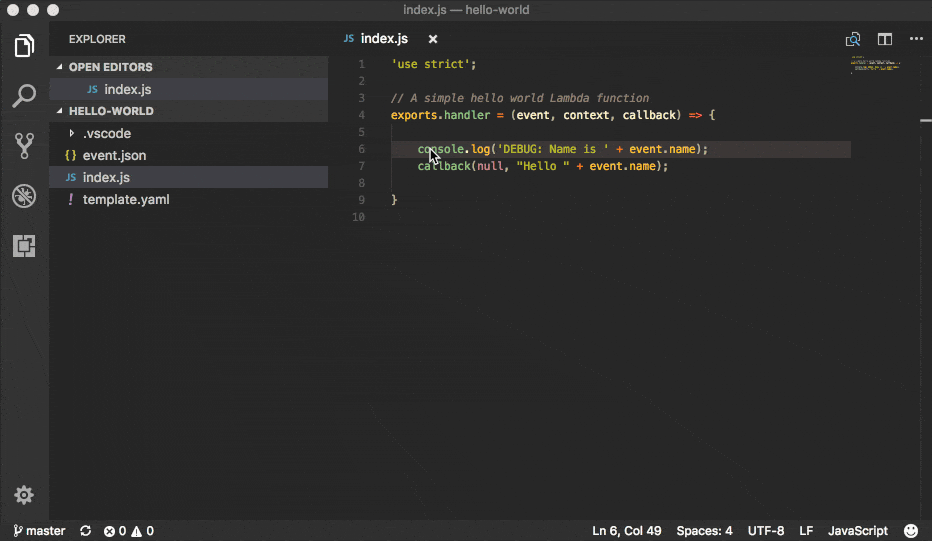 index.js — hello-world
EXPLORER
OPEN EDITORS
JS index.js
HELLO-WORLD
.vscode
{} event.json
JS index.js
! template.yaml
JS index.js
1 'use strict';
2
3 // A simple hello world Lambda function
4 exports.handler = (event, context, callback) => {
5
6 console.log('DEBUG: Name is ' + event.name);
7 callback(null, "Hello " + event.name);
8
9 }
10
master 0 0 Ln 6, Col 49 Spaces: 4 UTF-8 LF JavaScript